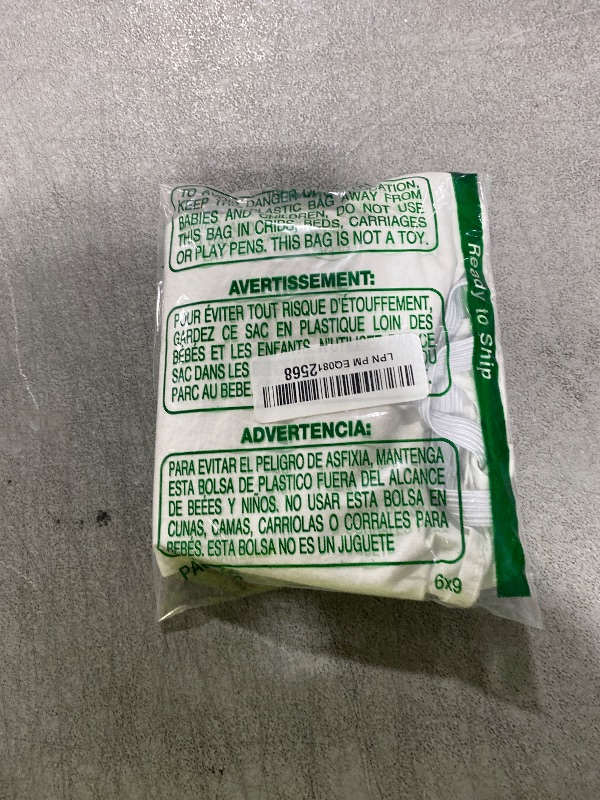 TO A
KEEP THIS DANGER
CATION,
BABIES AND PLASTIC BAG AWAY FROM
CHILDREN, DO NOT USE
THIS BAG IN CRIBS, BEDS, CARRIAGES
OR PLAY PENS. THIS BAG IS NOT A TOY.
AVERTISSEMENT:
POUR ÉVITER TOUT RISQUE D'ÉTOUFFEMENT,
GARDEZ CE SAC EN PLASTIQUE LOIN DES
BÉBÉS ET LES ENFANTS.
SAC DANS LES
PARC AU BEBE
LPN PM EQ0812568
ADVERTENCIA:
PARA EVITAR EL PELIGRO DE ASFIXIA, MANTENGA
ESTA BOLSA DE PLASTICO FUERA DEL ALCANCE
DE BEBES Y NIÑOS. NO USAR ESTA BOLSA EN
CUNAS, CAMAS, CARRIOLAS O CORRALES PARA
BEBÉS. ESTA BOLSA NO ES UN JUGUETE
6x9
Ready to Ship